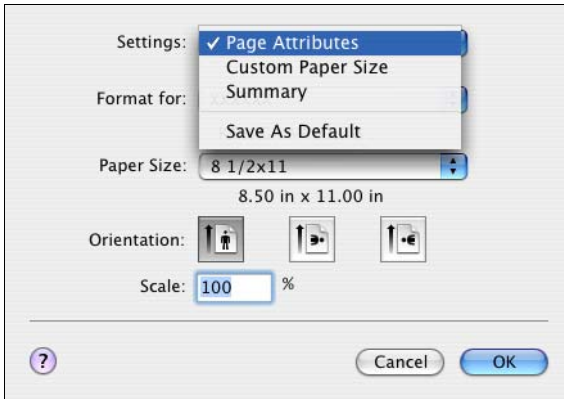 Settings: ✓ Page Attributes
Custom Paper Size
Summary
Save As Default
Format for:
Paper Size: 8 1/2x11
8.50 in x 11.00 in
Orientation:
Scale: 100 %
? Cancel OK